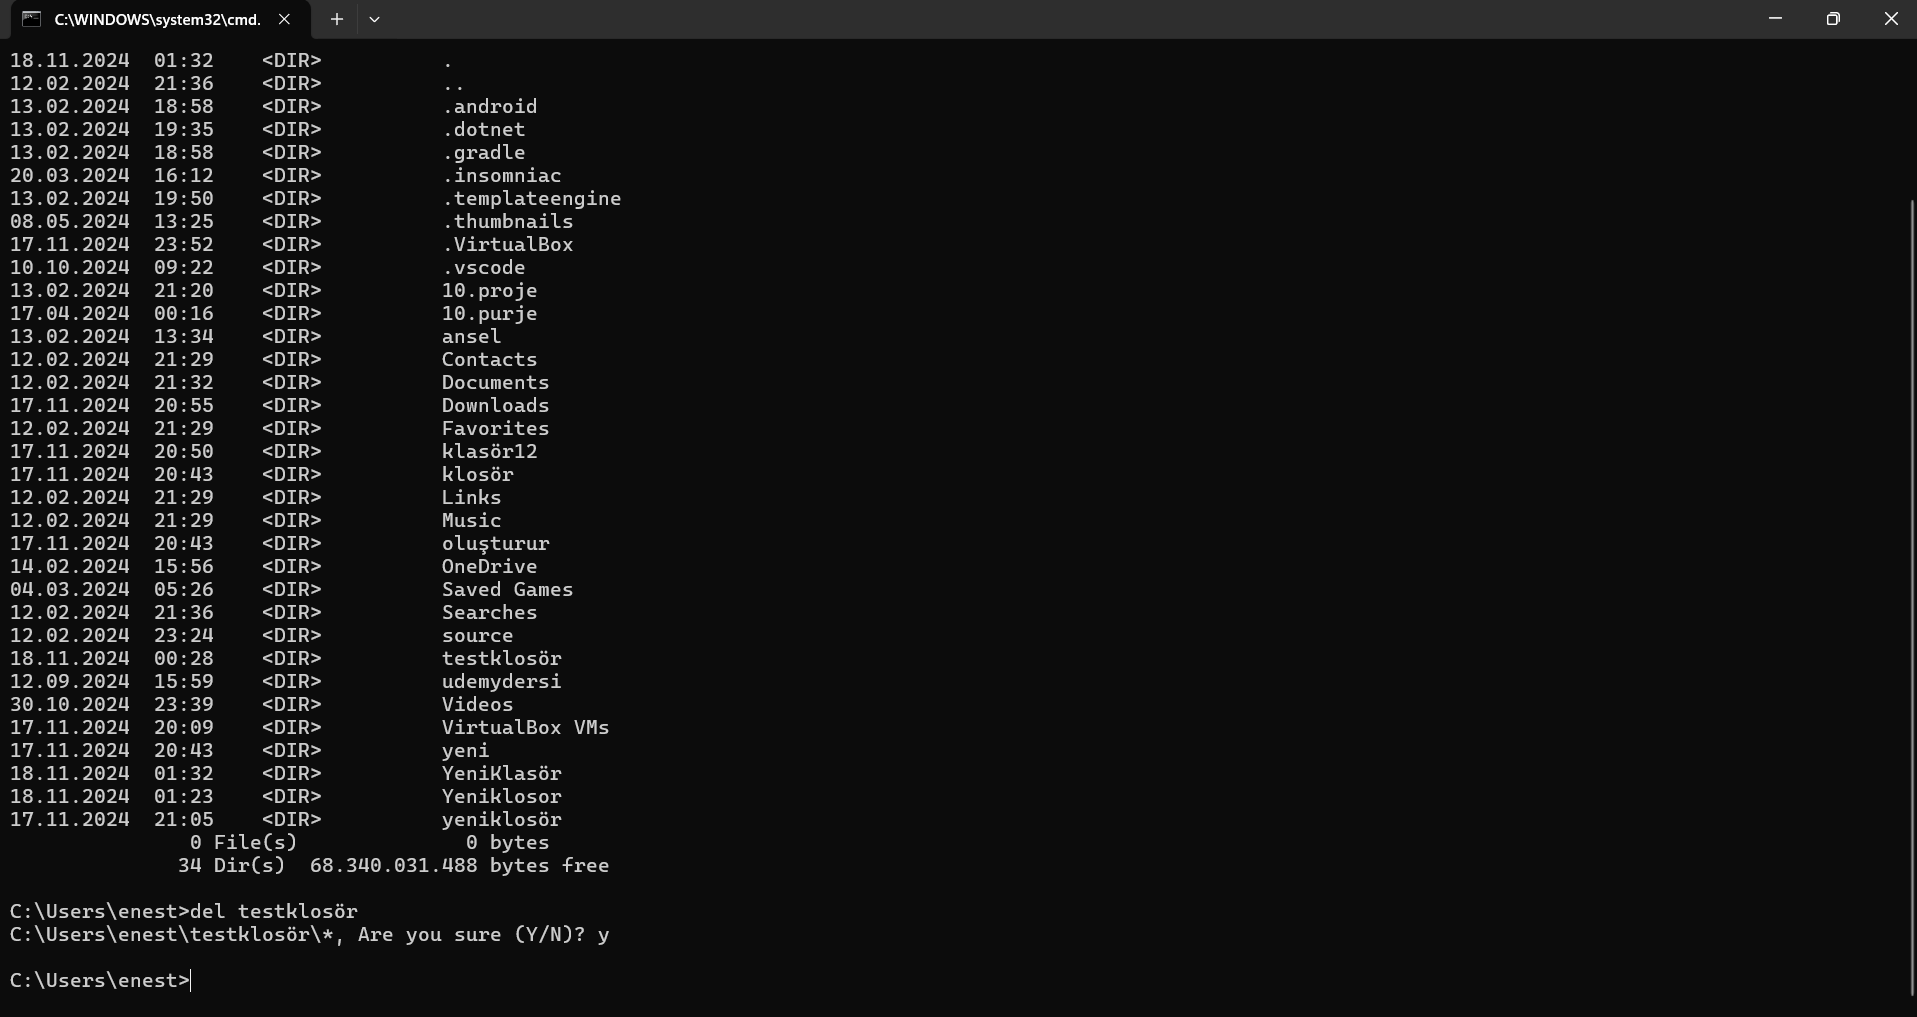 C:\WINDOWS\system32\cmd.
18.11.2024  01:32    <DIR>          .
12.02.2024  21:36    <DIR>          ..
13.02.2024  18:58    <DIR>          .android
13.02.2024  19:35    <DIR>          .dotnet
13.02.2024  18:58    <DIR>          .gradle
20.03.2024  16:12    <DIR>          .insomniac
13.02.2024  19:50    <DIR>          .templateengine
08.05.2024  13:25    <DIR>          .thumbnails
17.11.2024  23:52    <DIR>          .VirtualBox
10.10.2024  09:22    <DIR>          .vscode
13.02.2024  21:20    <DIR>          10.proje
17.04.2024  00:16    <DIR>          10.purje
13.02.2024  13:34    <DIR>          ansel
12.02.2024  21:29    <DIR>          Contacts
12.02.2024  21:32    <DIR>          Documents
17.11.2024  20:55    <DIR>          Downloads
12.02.2024  21:29    <DIR>          Favorites
17.11.2024  20:50    <DIR>          klasör12
17.11.2024  20:43    <DIR>          klosör
12.02.2024  21:29    <DIR>          Links
12.02.2024  21:29    <DIR>          Music
17.11.2024  20:43    <DIR>          oluşturur
14.02.2024  15:56    <DIR>          OneDrive
04.03.2024  05:26    <DIR>          Saved Games
12.02.2024  21:36    <DIR>          Searches
12.02.2024  23:24    <DIR>          source
18.11.2024  00:28    <DIR>          testklosör
12.09.2024  15:59    <DIR>          udemydersi
30.10.2024  23:39    <DIR>          Videos
17.11.2024  20:09    <DIR>          VirtualBox VMs
17.11.2024  20:43    <DIR>          yeni
18.11.2024  01:32    <DIR>          YeniKlasör
18.11.2024  01:23    <DIR>          Yeniklosor
17.11.2024  21:05    <DIR>          yeniklosör
               0 File(s)              0 bytes
              34 Dir(s)  68.340.031.488 bytes free
C:\Users\enest>del testklosör
C:\Users\enest\testklosör\*, Are you sure (Y/N)? y
C:\Users\enest>